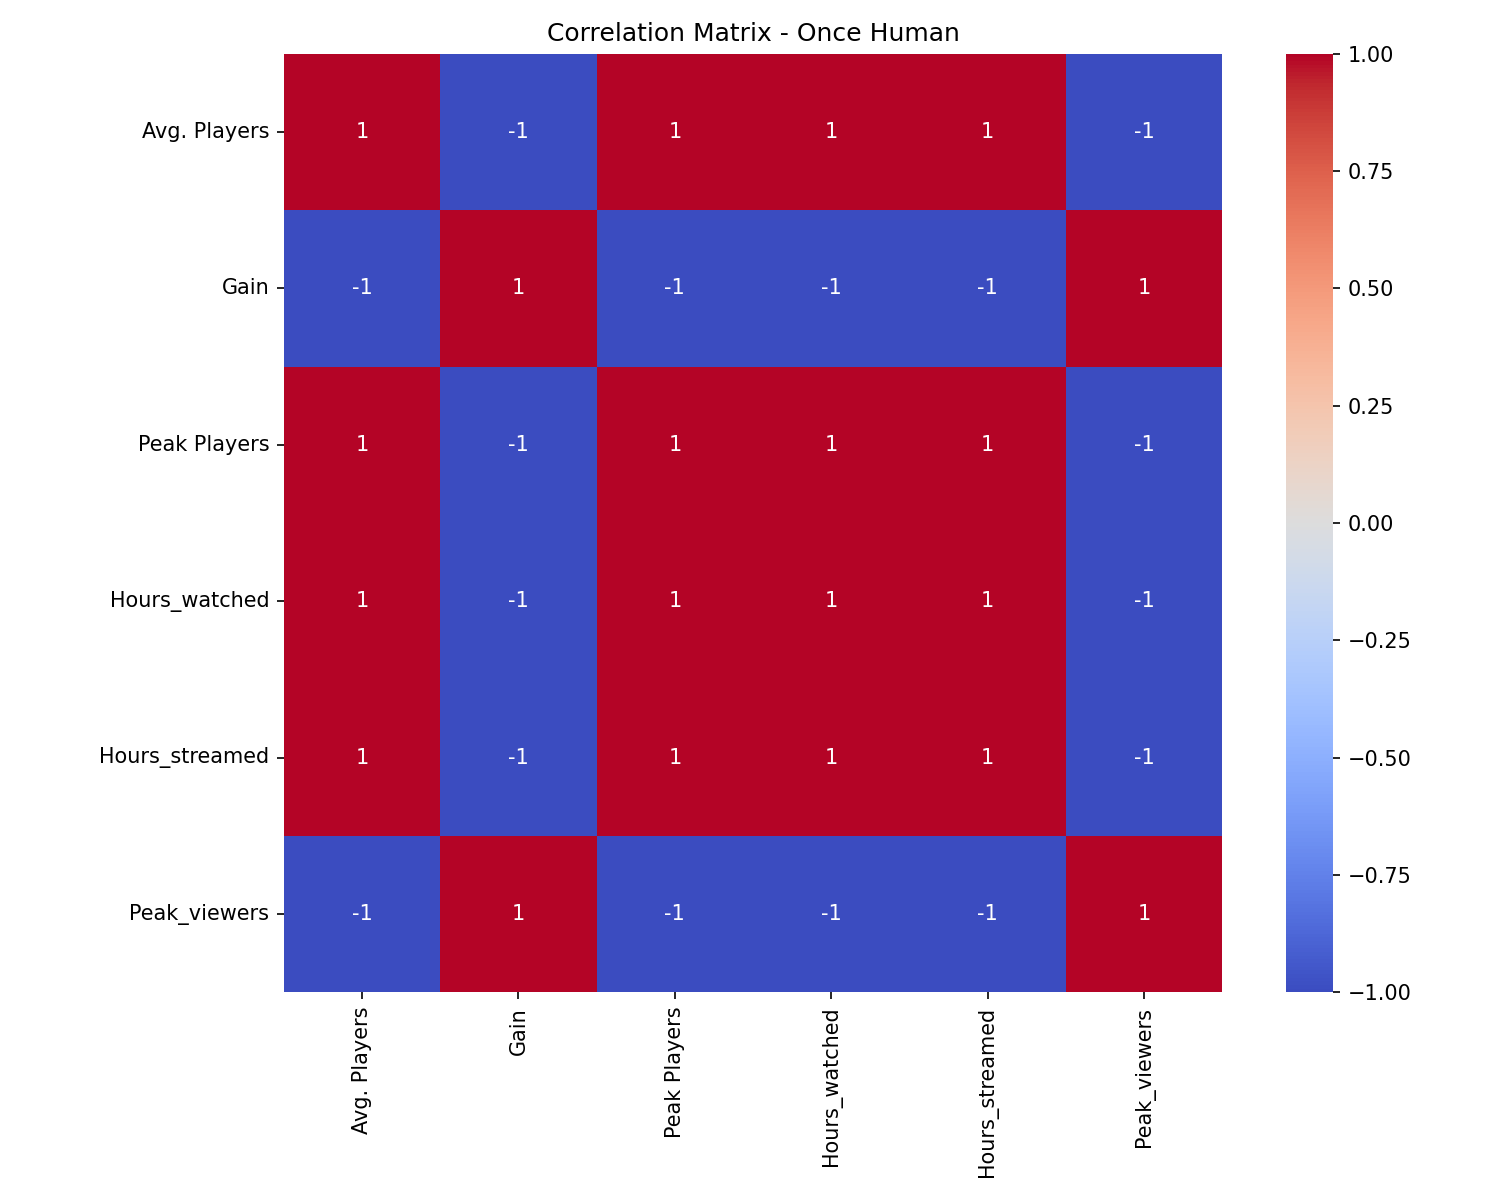 Correlation Matrix - Once Human
Avg. Players 1 -1 1 1 1 -1
Gain -1 1 -1 -1 -1 1
Peak Players 1 -1 1 1 1 -1
Hours_watched 1 -1 1 1 1 -1
Hours_streamed 1 -1 1 1 1 -1
Peak_viewers -1 1 -1 -1 -1 1
Avg. Players
Gain
Peak Players
Hours_watched
Hours_streamed
Peak_viewers
1.00
0.75
0.50
0.25
0.00
−0.25
−0.50
−0.75
−1.00